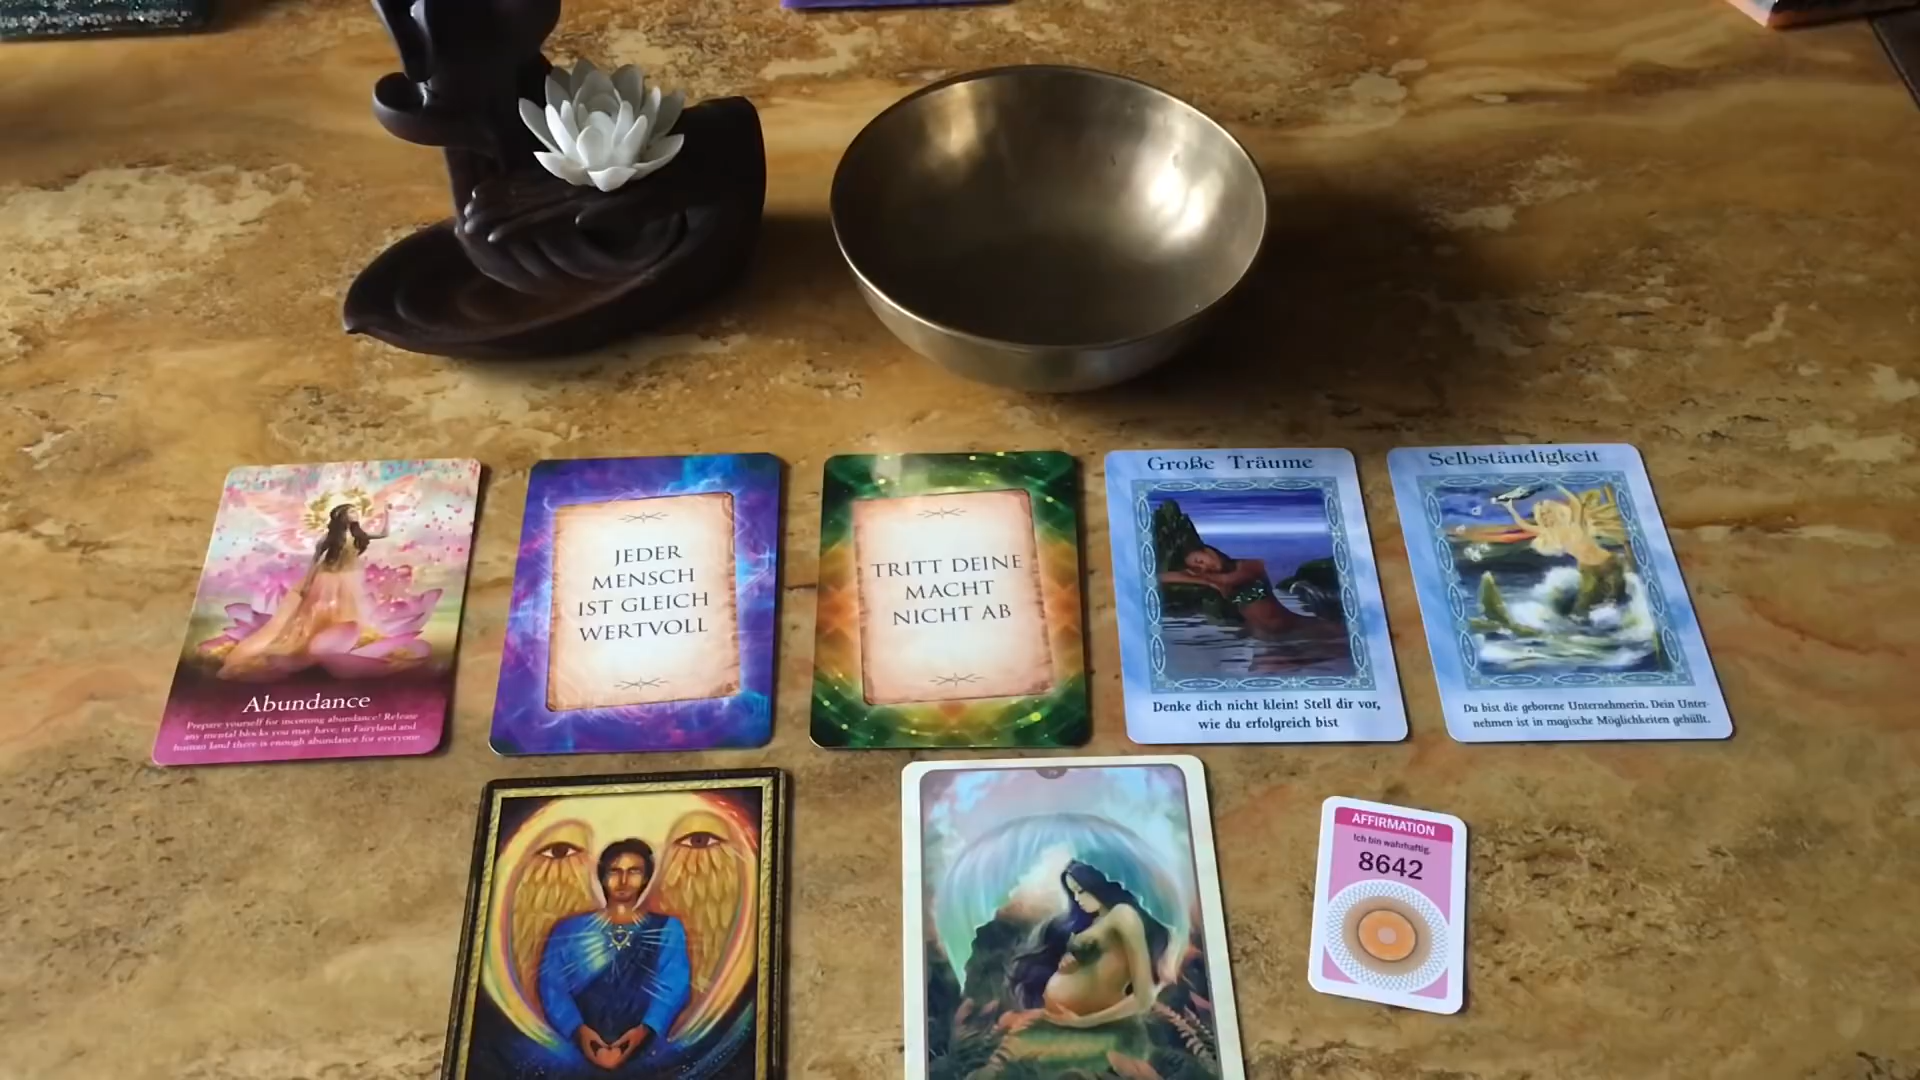 Abundance
Prepare yourself for incoming abundance! Release
any mental blocks you may have, in Fairyland and
human land there is enough abundance for everyone
JEDER
MENSCH
IST GLEICH
WERTVOLL
TRITT DEINE
MACHT
NICHT AB
Große Träume
Denke dich nicht klein! Stell dir vor,
wie du erfolgreich bist
Selbständigkeit
Du bist die geborene Unternehmerin. Dein Unter-
nehmen ist in magische Möglichkeiten gehüllt.
AFFIRMATION
Ich bin wahrhaftig.
8642